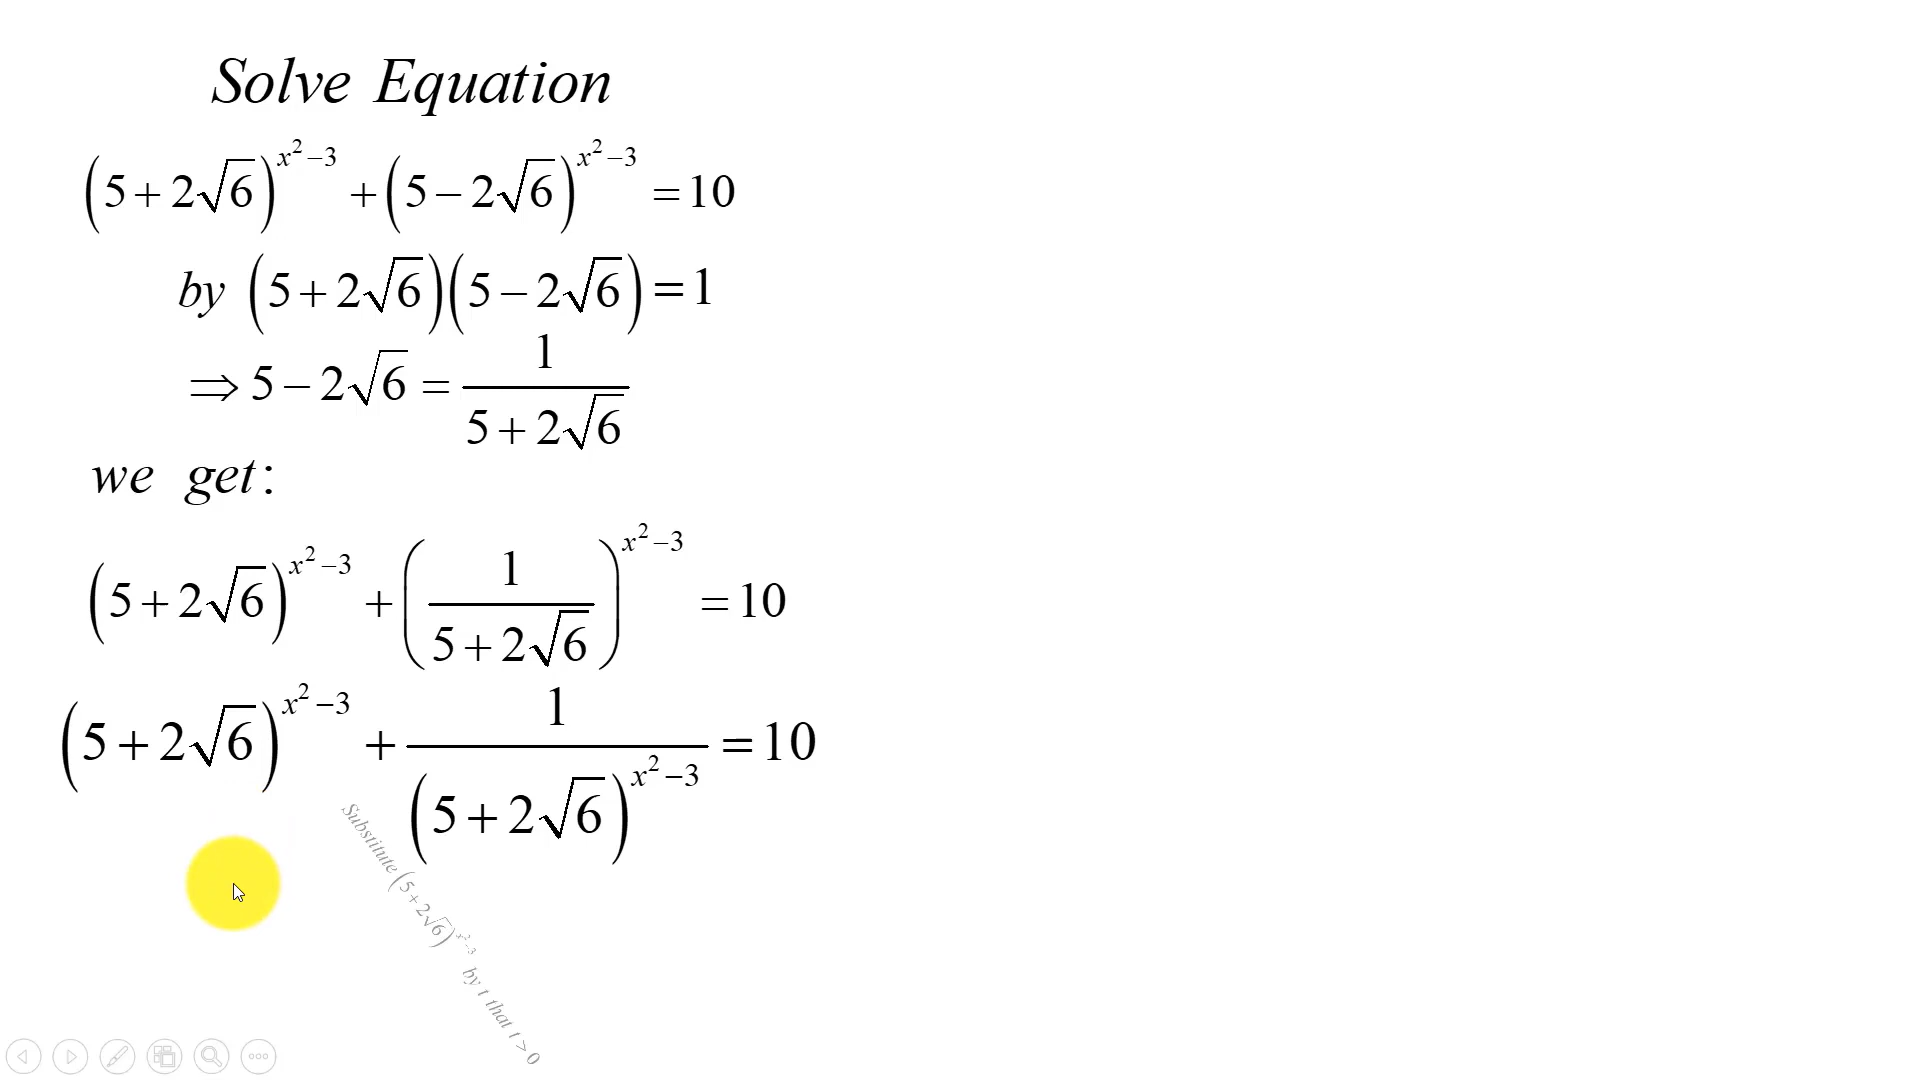 Solve Equation
(5+2√6)^(x²−3) + (5−2√6)^(x²−3) = 10
by (5+2√6)(5−2√6) = 1
⇒ 5−2√6 = 1/(5+2√6)
we get:
(5+2√6)^(x²−3) + (1/(5+2√6))^(x²−3) = 10
(5+2√6)^(x²−3) + 1/(5+2√6)^(x²−3) = 10
Substitute (5+2√6)^(x²−3) by t that t > 0